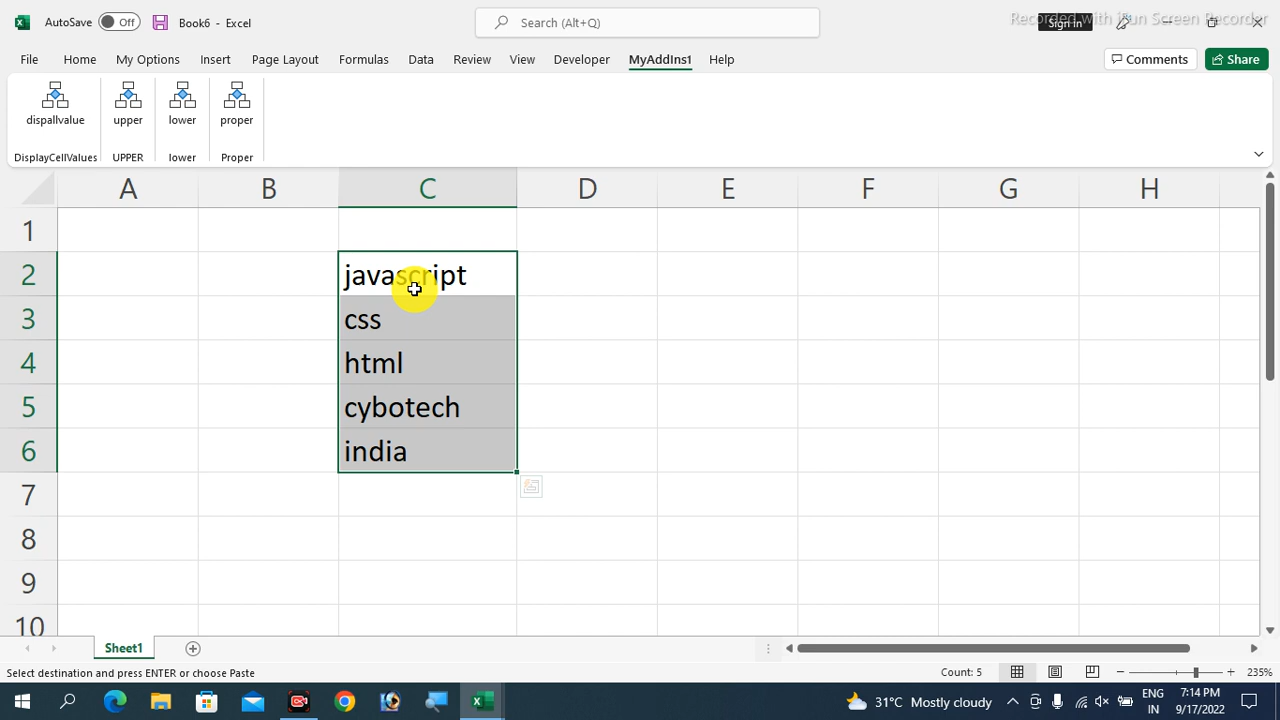 AutoSave Off Book6 - Excel Search (Alt+Q) Sign in Recorded with iTun Screen Recorder
File Home My Options Insert Page Layout Formulas Data Review View Developer MyAddIns1 Help Comments Share
dispallvalue upper lower proper
DisplayCellValues UPPER lower Proper
A B C D E F G H
1
2 javascript
3 css
4 html
5 cybotech
6 india
7
8
9
10
Sheet1
Select destination and press ENTER or choose Paste Count: 5 235%
31°C Mostly cloudy ENG IN 7:14 PM 9/17/2022